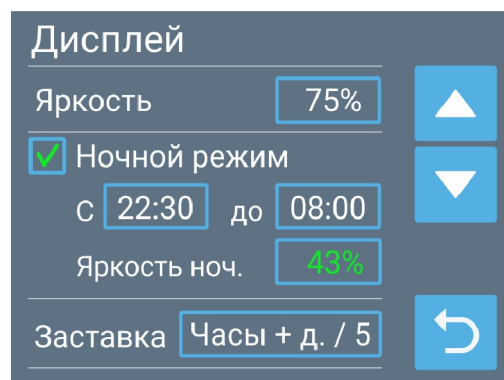 Дисплей
Яркость 75%
Ночной режим
С 22:30 до 08:00
Яркость ноч. 43%
Заставка Часы + д. / 5